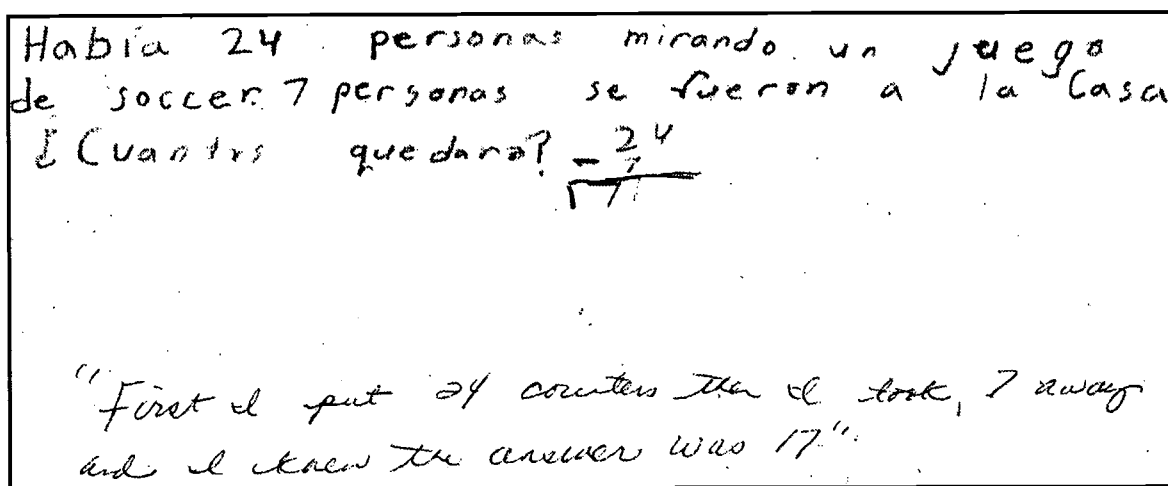 Había 24 personas mirando un juego
de soccer. 7 personas se fueron a la Casa
¿Cuantos quedaron?
24
- 7
17
"First I put 24 counters then I took, 7 away
and I knew the answer was 17".